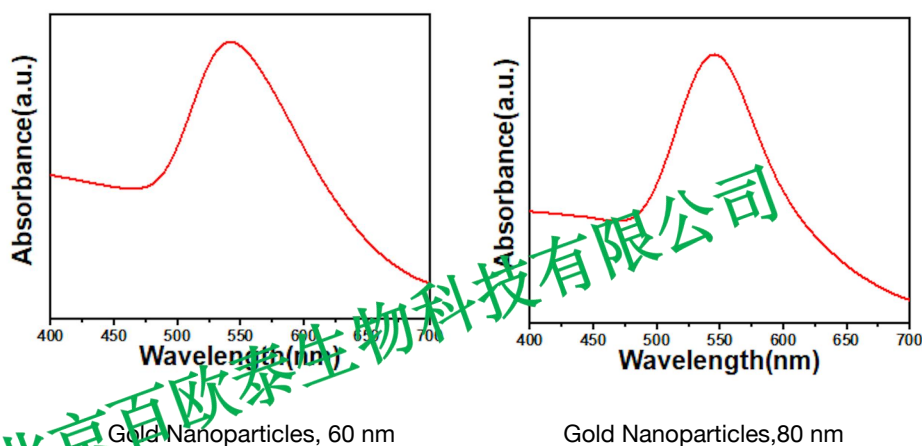 Absorbance(a.u.)
400 450 500 550 600 650 700
Wavelength(nm)
Gold Nanoparticles, 60 nm
Absorbance(a.u.)
400 450 500 550 600 650 700
Wavelength(nm)
Gold Nanoparticles,80 nm
百欧泰生物科技有限公司